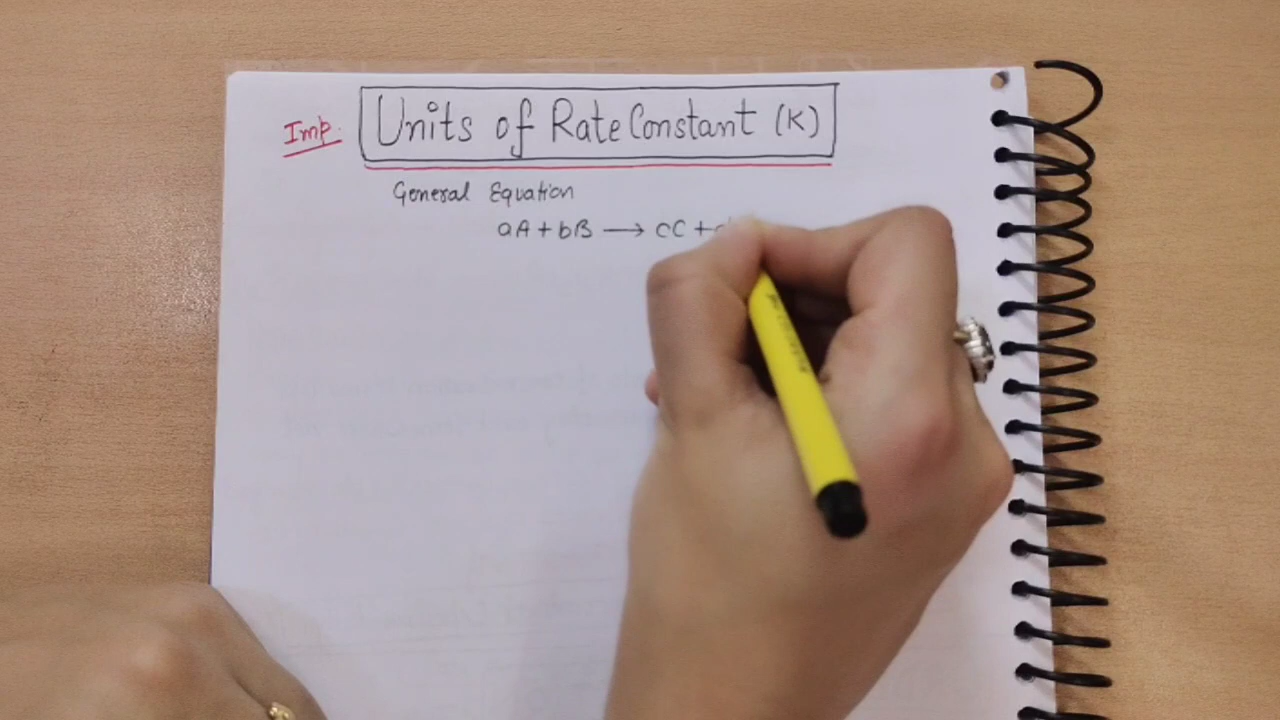 Imp. Units of Rate Constant (K)
General Equation
aA + bB → cC +